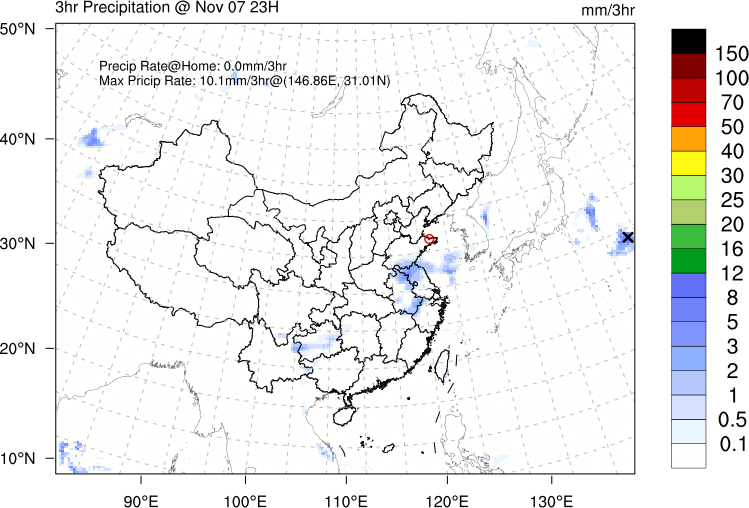 3hr Precipitation @ Nov 07 23H
mm/3hr
Precip Rate@Home: 0.0mm/3hr
Max Pricip Rate: 10.1mm/3hr@(146.86E, 31.01N)
50°N
40°N
30°N
20°N
10°N
90°E 100°E 110°E 120°E 130°E
150
100
70
50
40
30
25
20
16
12
8
5
3
2
1
0.5
0.1